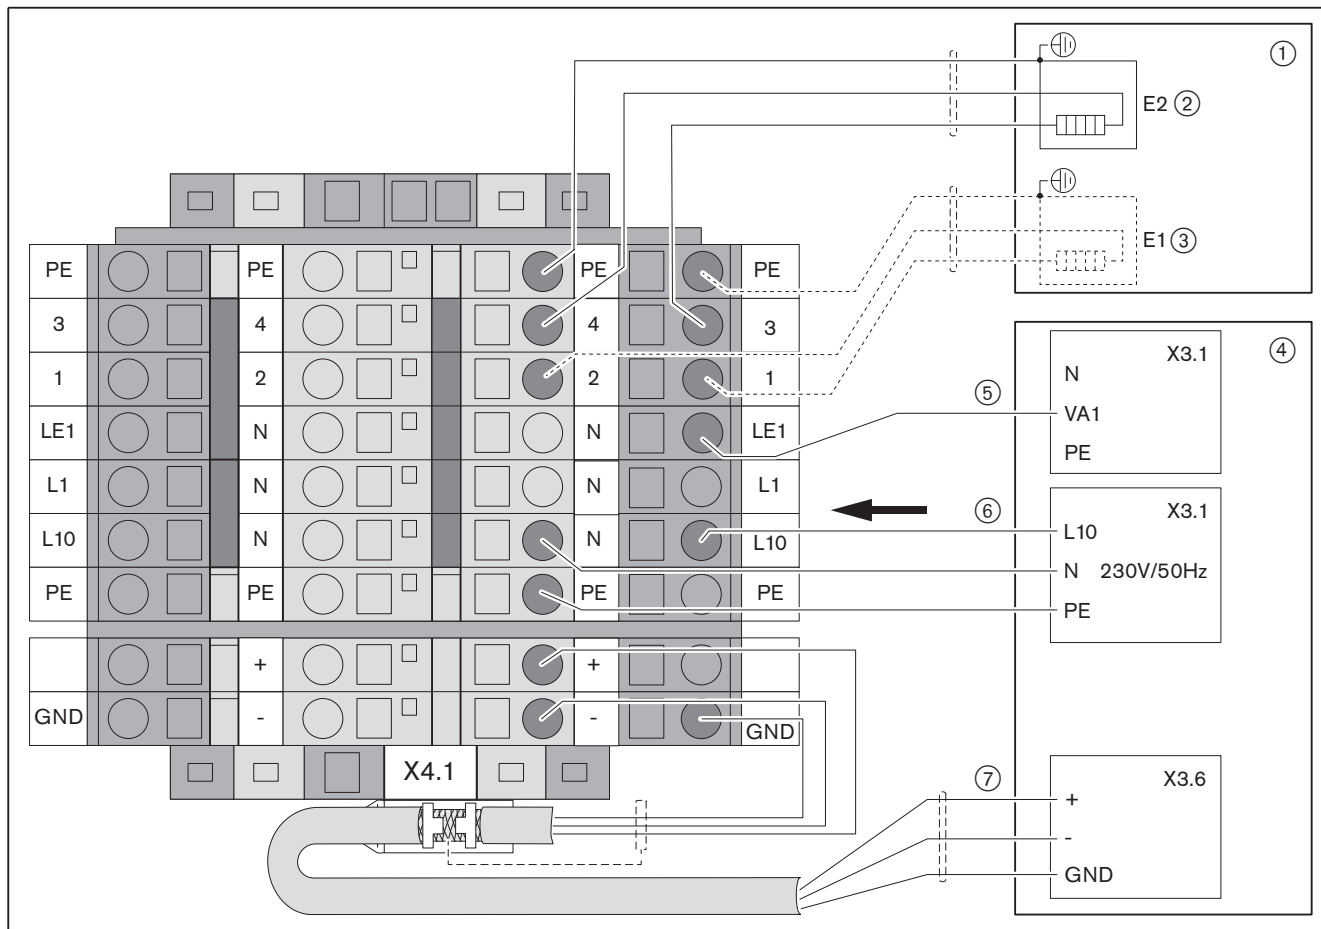 ①
E2 ②
E1 ③
PE PE PE PE
3 4 4 3
1 2 2 1
LE1 N N LE1
L1 N N L1
L10 N N L10
PE PE PE PE
+ +
GND - - GND
X4.1
④
X3.1
N
⑤ VA1
PE
X3.1
⑥ L10
N 230V/50Hz
PE
X3.6
⑦ +
-
GND